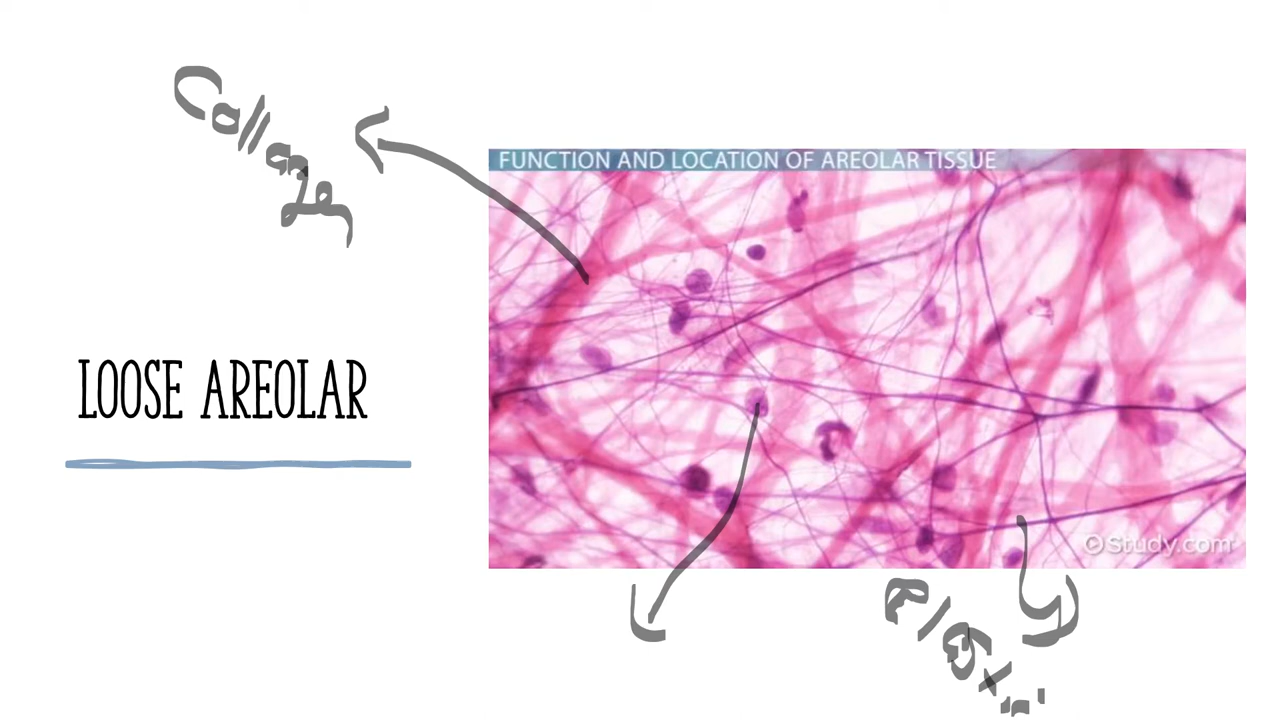 Collagen
FUNCTION AND LOCATION OF AREOLAR TISSUE
LOOSE AREOLAR
©Study.com